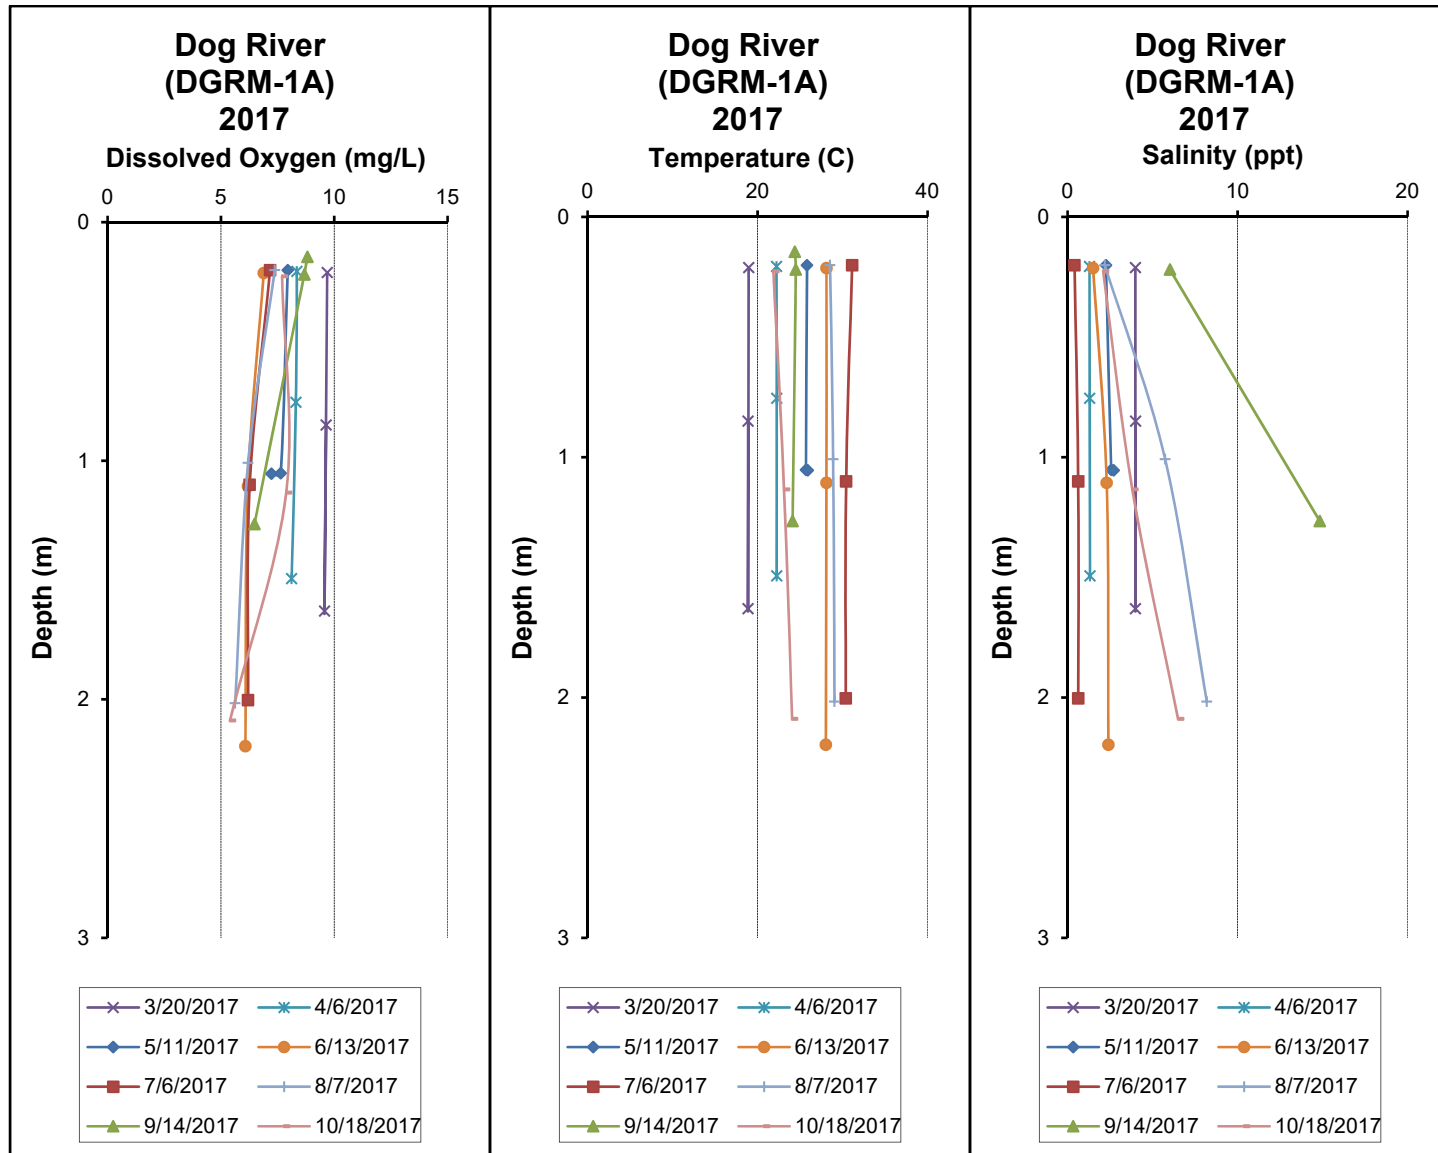 Dog River
(DGRM-1A)
2017
Dissolved Oxygen (mg/L)
0 5 10 15
0
1
2
3
Depth (m)
3/20/2017 4/6/2017
5/11/2017 6/13/2017
7/6/2017 8/7/2017
9/14/2017 10/18/2017
Dog River
(DGRM-1A)
2017
Temperature (C)
0 20 40
0
1
2
3
Depth (m)
3/20/2017 4/6/2017
5/11/2017 6/13/2017
7/6/2017 8/7/2017
9/14/2017 10/18/2017
Dog River
(DGRM-1A)
2017
Salinity (ppt)
0 10 20
0
1
2
3
Depth (m)
3/20/2017 4/6/2017
5/11/2017 6/13/2017
7/6/2017 8/7/2017
9/14/2017 10/18/2017